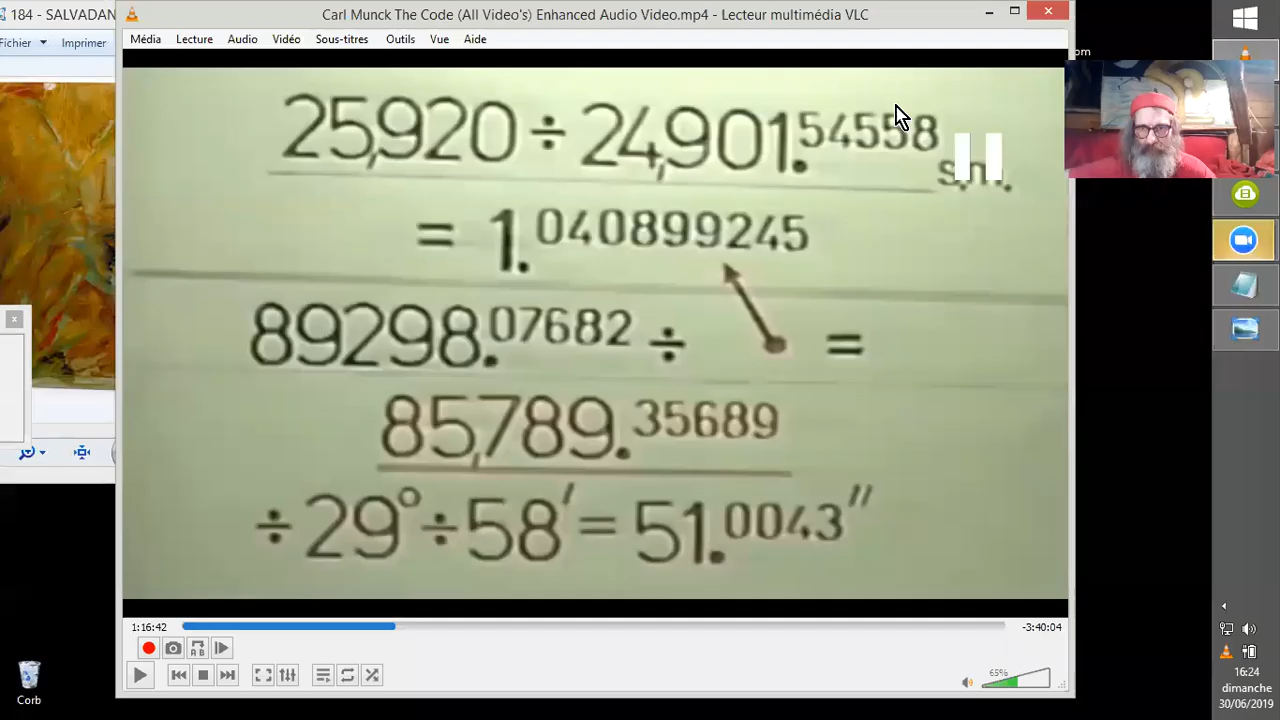 184 - SALVADAN
Carl Munck The Code (All Video's) Enhanced Audio Video.mp4 - Lecteur multimédia VLC
Fichier Imprimer
Média Lecture Audio Vidéo Sous-titres Outils Vue Aide
om
25,920 ÷ 24,901.54558 s.m.
= 1.040899245
89298.07682 ÷ =
85,789.35689
÷ 29° ÷ 58′ = 51.0043″
1:16:42
-3:40:04
65%
Corb
16:24
dimanche
30/06/2019